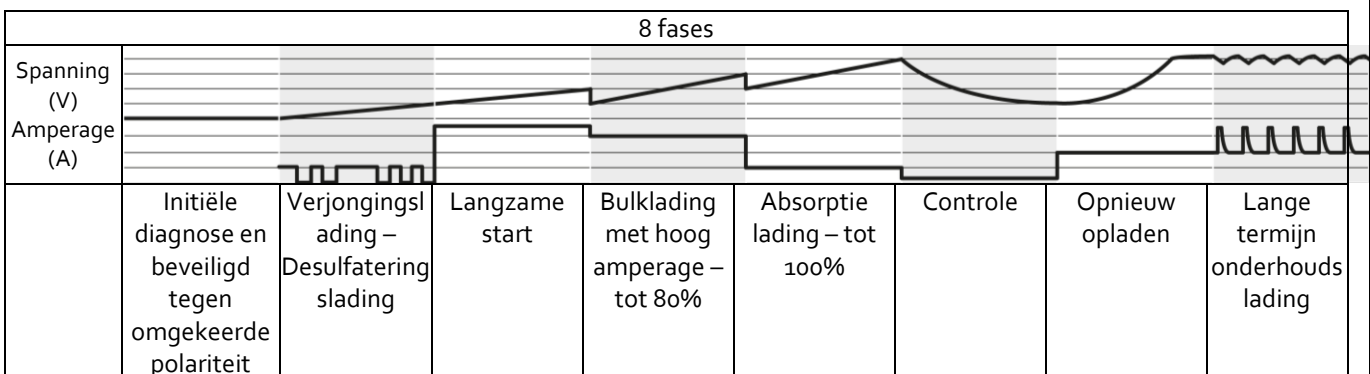 8 fases
Spanning
(V)
Amperage
(A)
Initiële
diagnose en
beveiligd
tegen
omgekeerde
polariteit
Verjongingsl
ading –
Desulfatering
slading
Langzame
start
Bulklading
met hoog
amperage –
tot 80%
Absorptie
lading – tot
100%
Controle
Opnieuw
opladen
Lange
termijn
onderhouds
lading